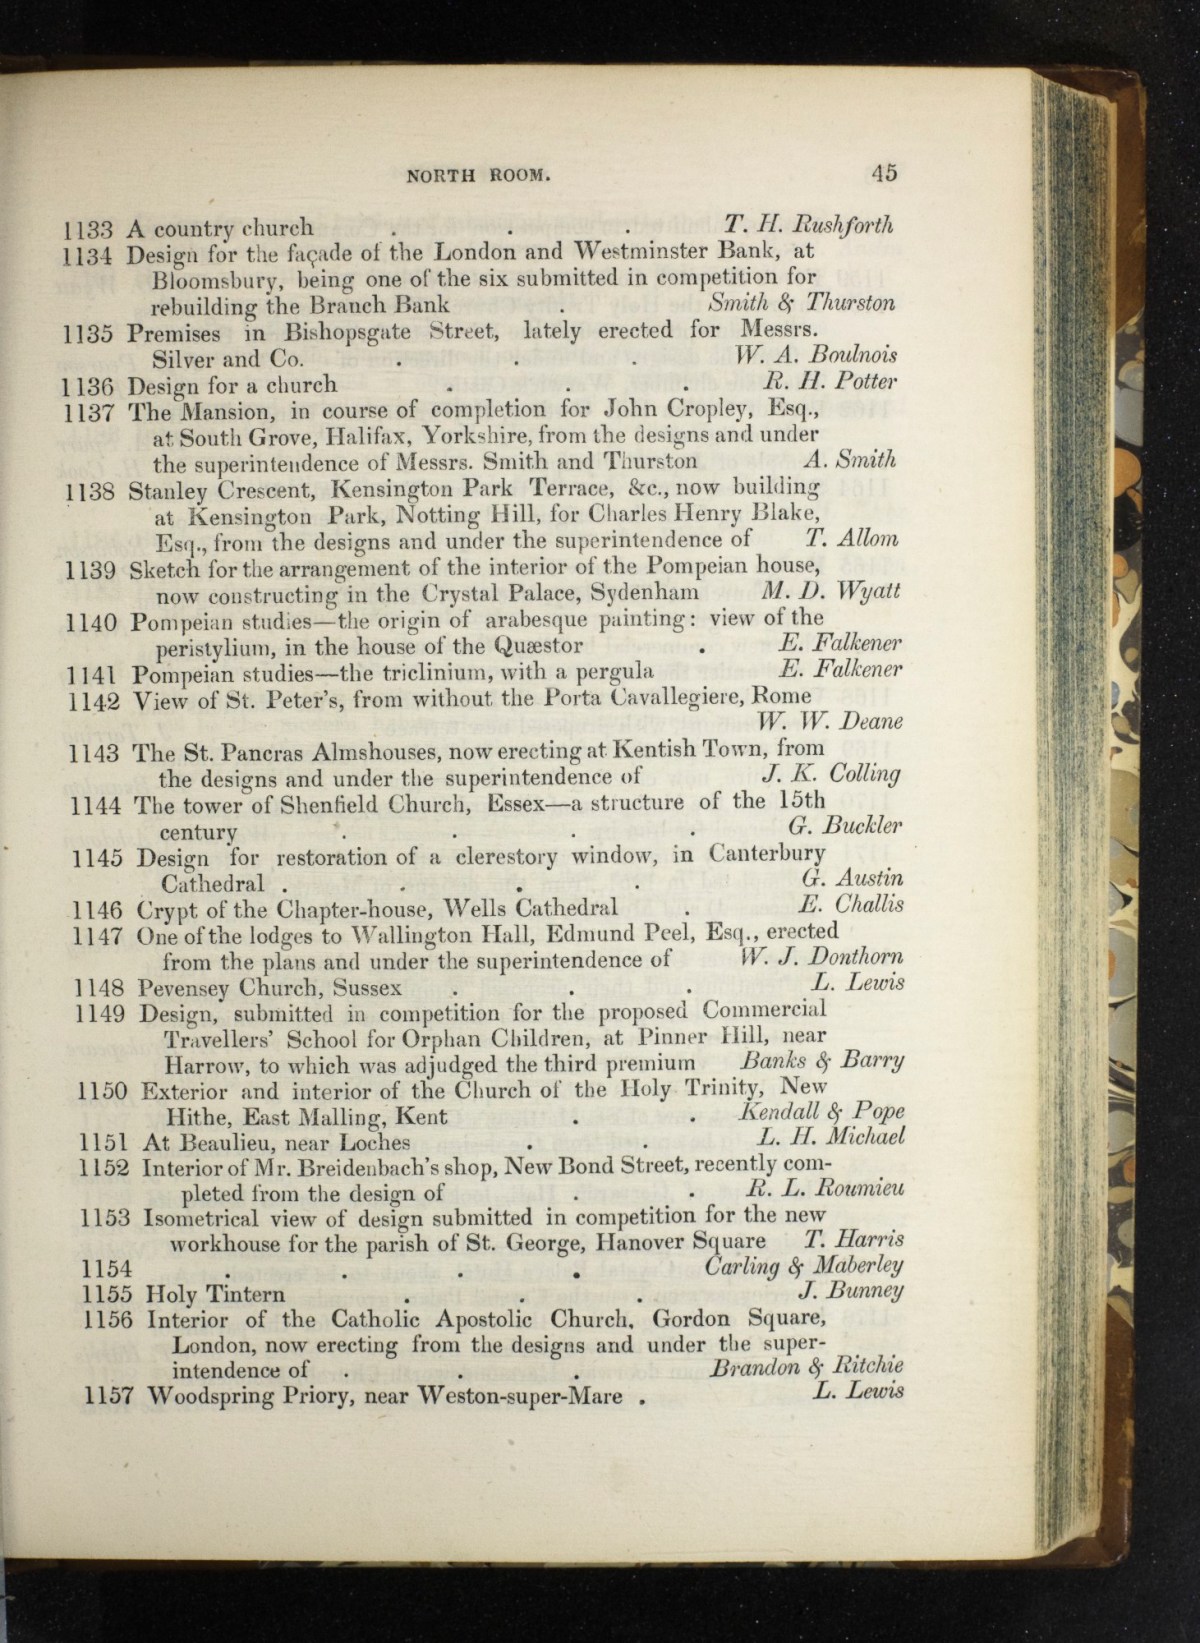 NORTH ROOM. 45
1133 A country church . . . T. H. Rushforth
1134 Design for the façade of the London and Westminster Bank, at
Bloomsbury, being one of the six submitted in competition for
rebuilding the Branch Bank . Smith & Thurston
1135 Premises in Bishopsgate Street, lately erected for Messrs.
Silver and Co. . . . W. A. Boulnois
1136 Design for a church . . . R. H. Potter
1137 The Mansion, in course of completion for John Cropley, Esq.,
at South Grove, Halifax, Yorkshire, from the designs and under
the superintendence of Messrs. Smith and Thurston A. Smith
1138 Stanley Crescent, Kensington Park Terrace, &c., now building
at Kensington Park, Notting Hill, for Charles Henry Blake,
Esq., from the designs and under the superintendence of T. Allom
1139 Sketch for the arrangement of the interior of the Pompeian house,
now constructing in the Crystal Palace, Sydenham M. D. Wyatt
1140 Pompeian studies—the origin of arabesque painting: view of the
peristylium, in the house of the Quæstor . E. Falkener
1141 Pompeian studies—the triclinium, with a pergula E. Falkener
1142 View of St. Peter's, from without the Porta Cavallegiere, Rome
W. W. Deane
1143 The St. Pancras Almshouses, now erecting at Kentish Town, from
the designs and under the superintendence of J. K. Colling
1144 The tower of Shenfield Church, Essex—a structure of the 15th
century . . . . G. Buckler
1145 Design for restoration of a clerestory window, in Canterbury
Cathedral . . . . G. Austin
1146 Crypt of the Chapter-house, Wells Cathedral . E. Challis
1147 One of the lodges to Wallington Hall, Edmund Peel, Esq., erected
from the plans and under the superintendence of W. J. Donthorn
1148 Pevensey Church, Sussex . . . L. Lewis
1149 Design, submitted in competition for the proposed Commercial
Travellers' School for Orphan Children, at Pinner Hill, near
Harrow, to which was adjudged the third premium Banks & Barry
1150 Exterior and interior of the Church of the Holy Trinity, New
Hithe, East Malling, Kent . . Kendall & Pope
1151 At Beaulieu, near Loches . . L. H. Michael
1152 Interior of Mr. Breidenbach's shop, New Bond Street, recently com-
pleted from the design of . . R. L. Roumieu
1153 Isometrical view of design submitted in competition for the new
workhouse for the parish of St. George, Hanover Square T. Harris
1154 . . . . Carling & Maberley
1155 Holy Tintern . . . J. Bunney
1156 Interior of the Catholic Apostolic Church, Gordon Square,
London, now erecting from the designs and under the super-
intendence of . . . Brandon & Ritchie
1157 Woodspring Priory, near Weston-super-Mare . L. Lewis